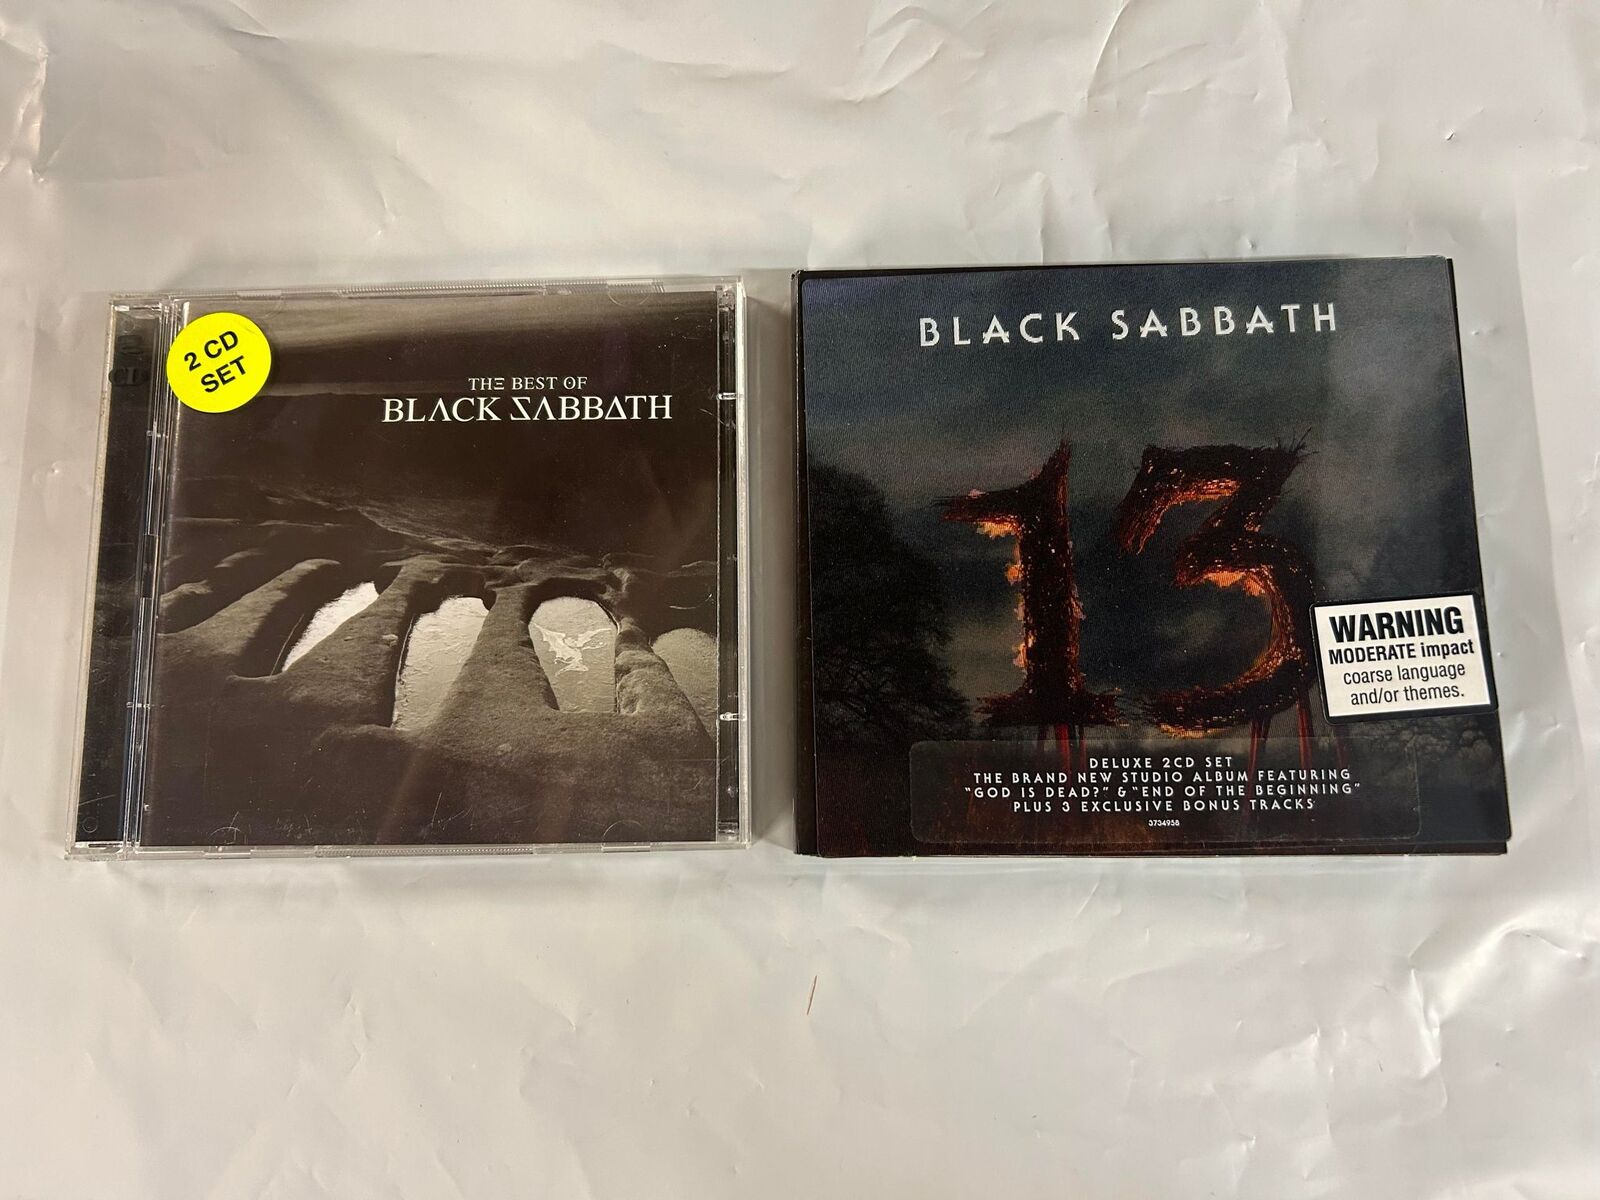 2 CD
SET
THE BEST OF
BLACK SABBATH
BLACK SABBATH
13
WARNING
MODERATE impact
coarse language
and/or themes.
DELUXE 2CD SET
THE BRAND NEW STUDIO ALBUM FEATURING
"GOD IS DEAD?" & "END OF THE BEGINNING"
PLUS 3 EXCLUSIVE BONUS TRACKS
3734958